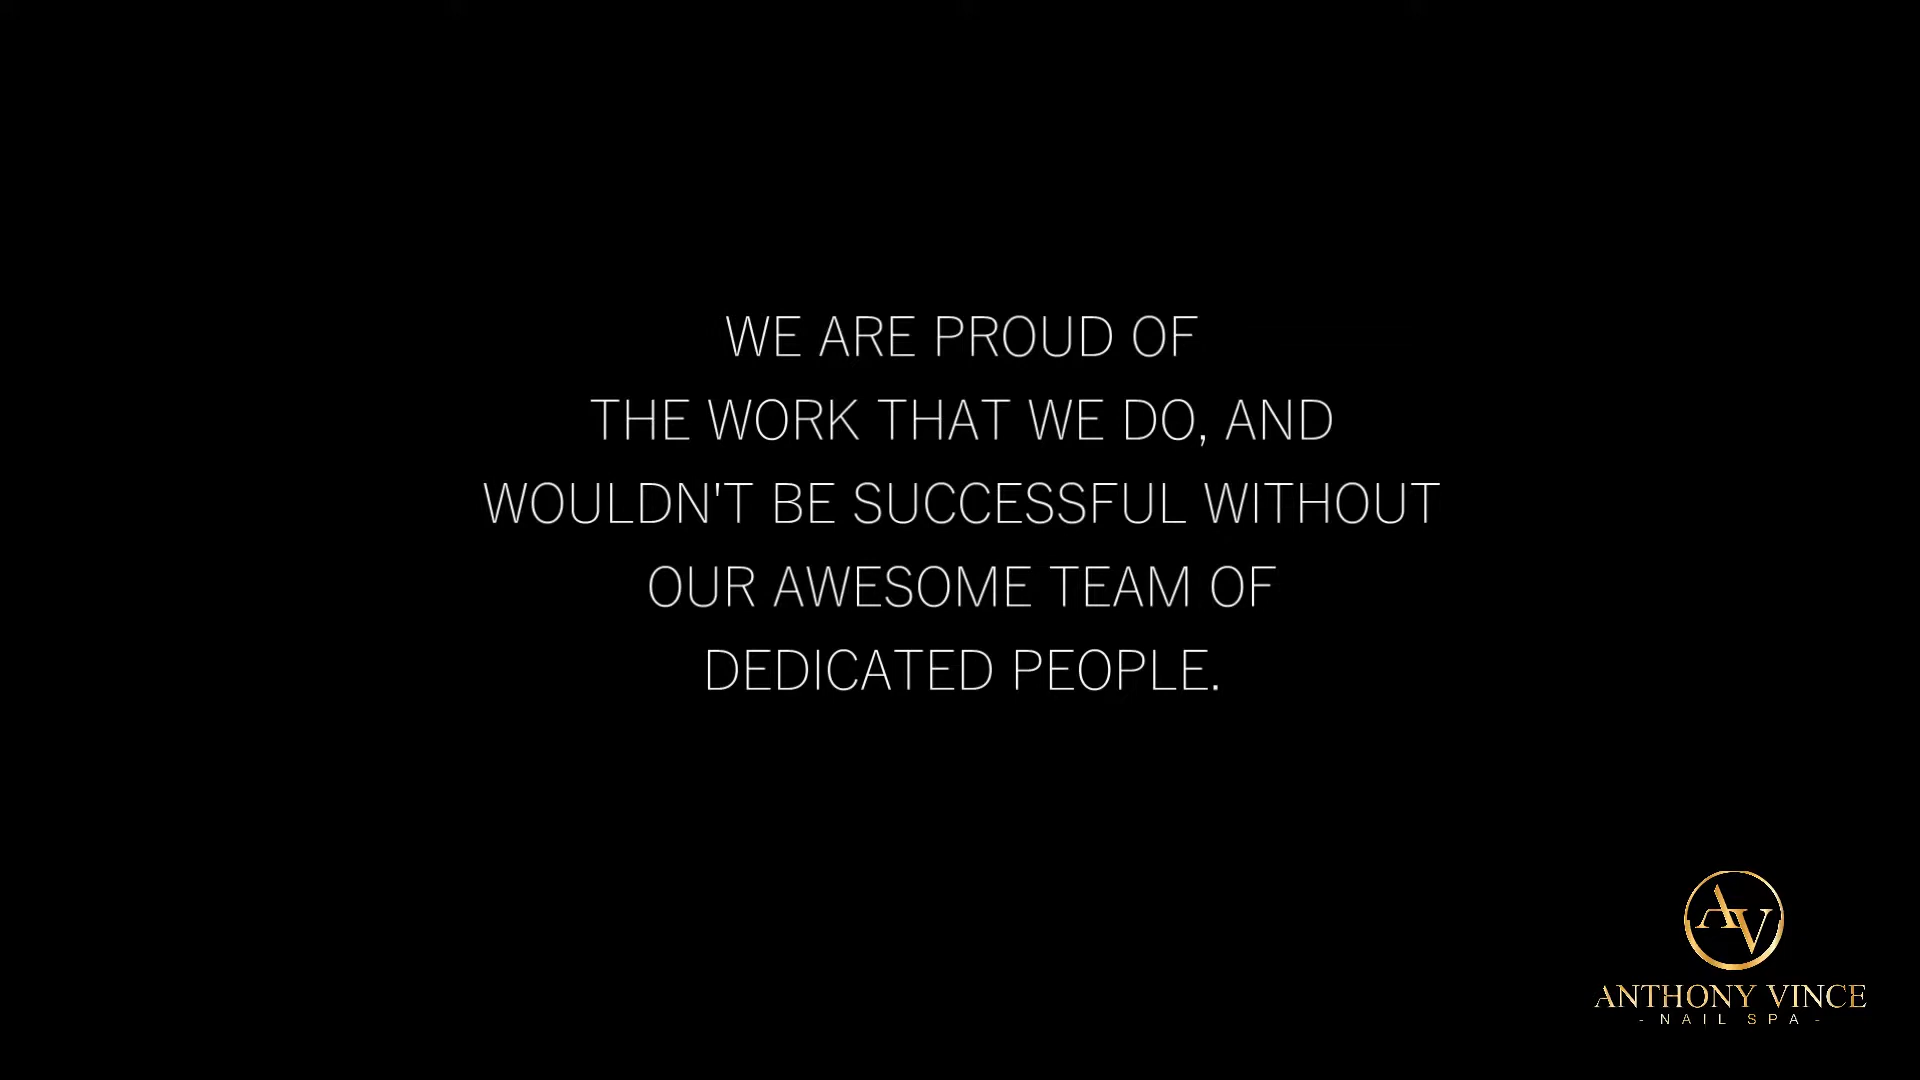 WE ARE PROUD OF
THE WORK THAT WE DO, AND
WOULDN'T BE SUCCESSFUL WITHOUT
OUR AWESOME TEAM OF
DEDICATED PEOPLE.
AV
ANTHONY VINCE
- NAIL SPA -